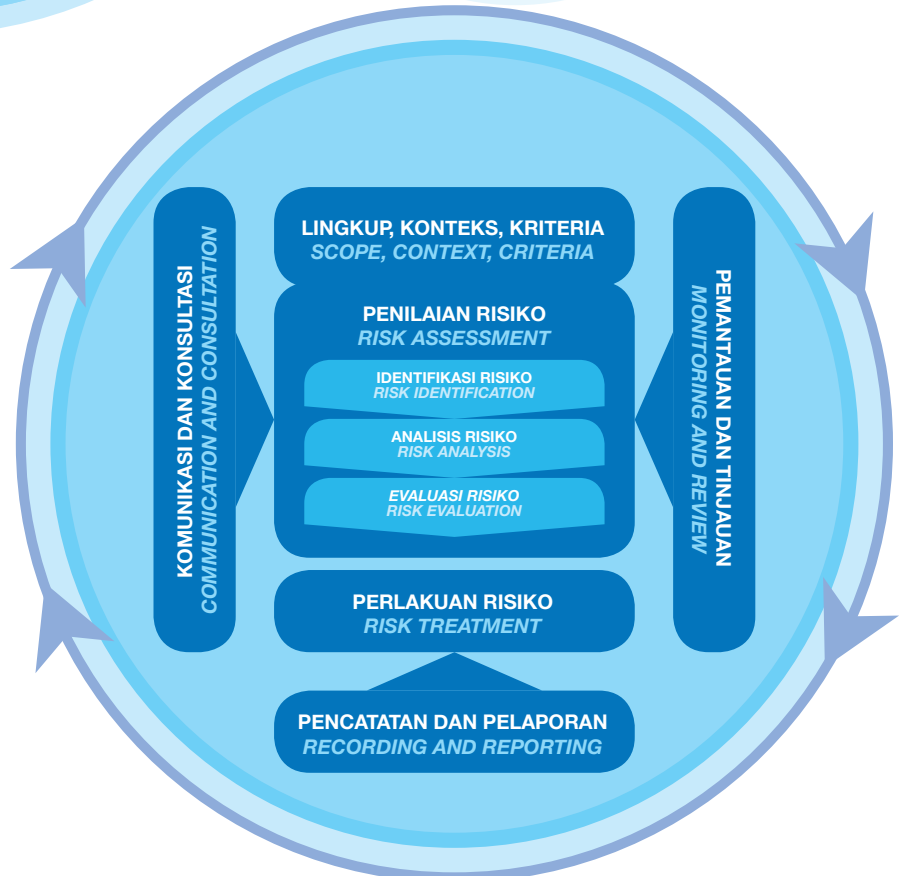 LINGKUP, KONTEKS, KRITERIA
SCOPE, CONTEXT, CRITERIA
KOMUNIKASI DAN KONSULTASI
COMMUNICATION AND CONSULTATION
PENILAIAN RISIKO
RISK ASSESSMENT
IDENTIFIKASI RISIKO
RISK IDENTIFICATION
ANALISIS RISIKO
RISK ANALYSIS
EVALUASI RISIKO
RISK EVALUATION
PEMANTAUAN DAN TINJAUAN
MONITORING AND REVIEW
PERLAKUAN RISIKO
RISK TREATMENT
PENCATATAN DAN PELAPORAN
RECORDING AND REPORTING